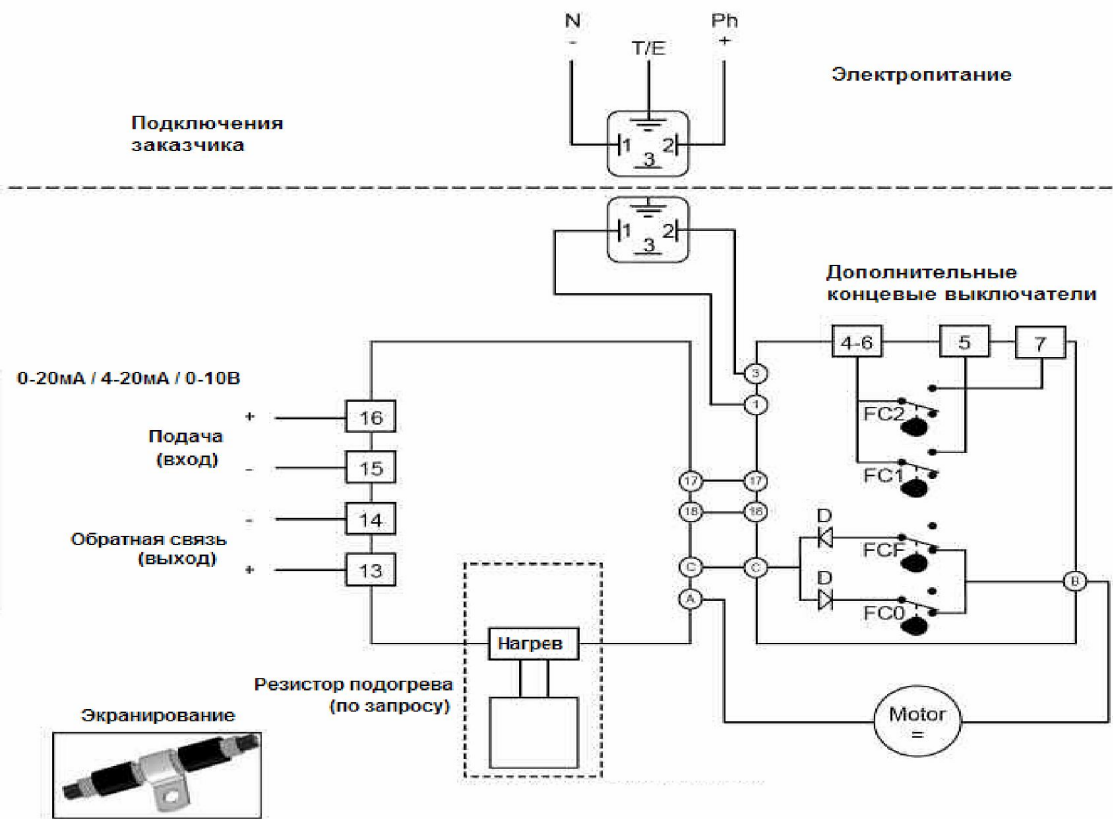 N
-
T/E
Ph
+
Электропитание
Подключения
заказчика
1
2
3
1
2
3
Дополнительные
концевые выключатели
4-6
5
7
0-20мА / 4-20мА / 0-10В
3
1
+
16
FC2
Подача
(вход)
-
15
FC1
17
17
-
14
18
16
Обратная связь
(выход)
D
FCF
+
13
C
C
D
B
A
FC0
Нагрев
Резистор подогрева
(по запросу)
Экранирование
Motor
=